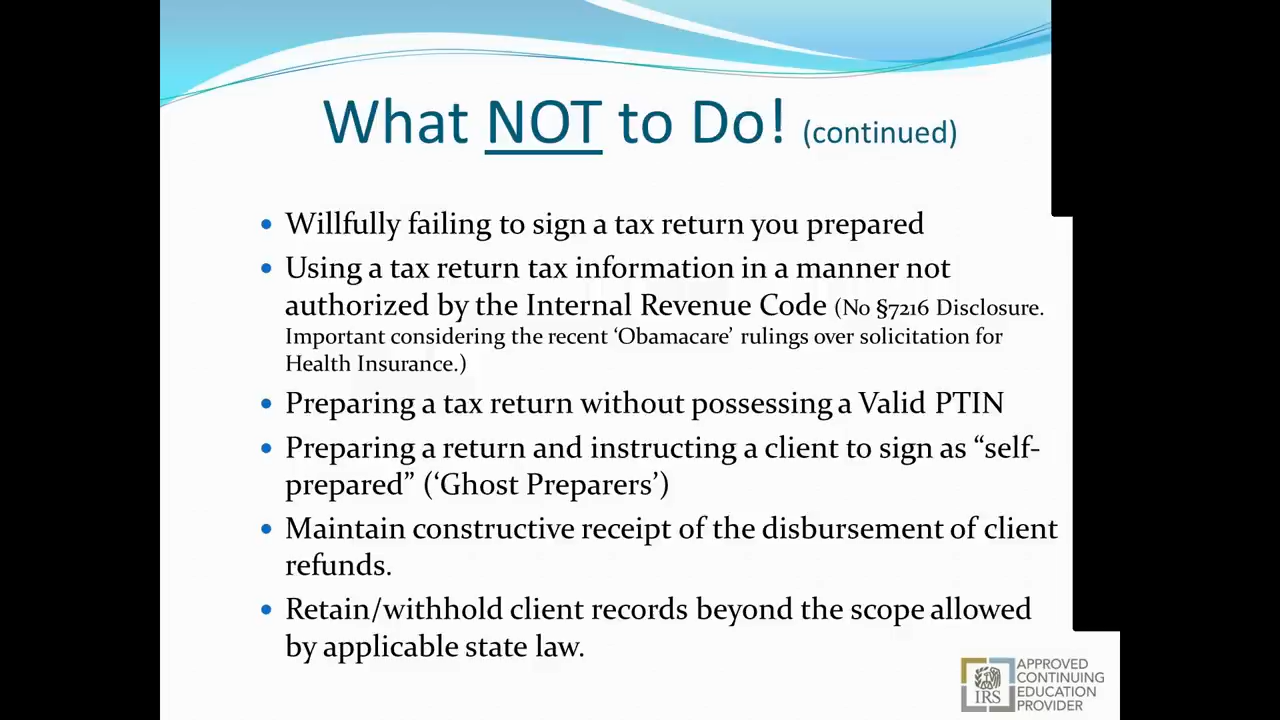 What NOT to Do! (continued)
• Willfully failing to sign a tax return you prepared
• Using a tax return tax information in a manner not
authorized by the Internal Revenue Code (No §7216 Disclosure.
Important considering the recent ‘Obamacare’ rulings over solicitation for
Health Insurance.)
• Preparing a tax return without possessing a Valid PTIN
• Preparing a return and instructing a client to sign as “self-
prepared” (‘Ghost Preparers’)
• Maintain constructive receipt of the disbursement of client
refunds.
• Retain/withhold client records beyond the scope allowed
by applicable state law.
IRS
APPROVED
CONTINUING
EDUCATION
PROVIDER